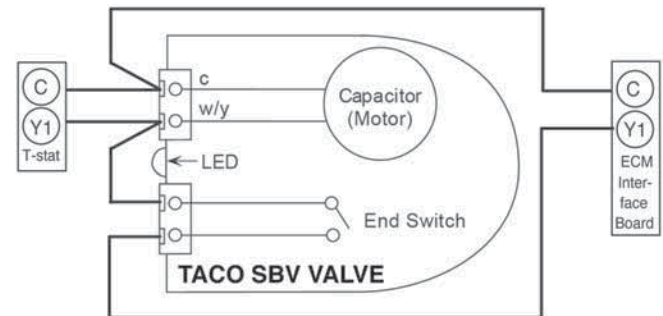 C
Y1
T-stat
c
w/y
LED
Capacitor
(Motor)
End Switch
TACO SBV VALVE
C
Y1
ECM
Inter-
face
Board